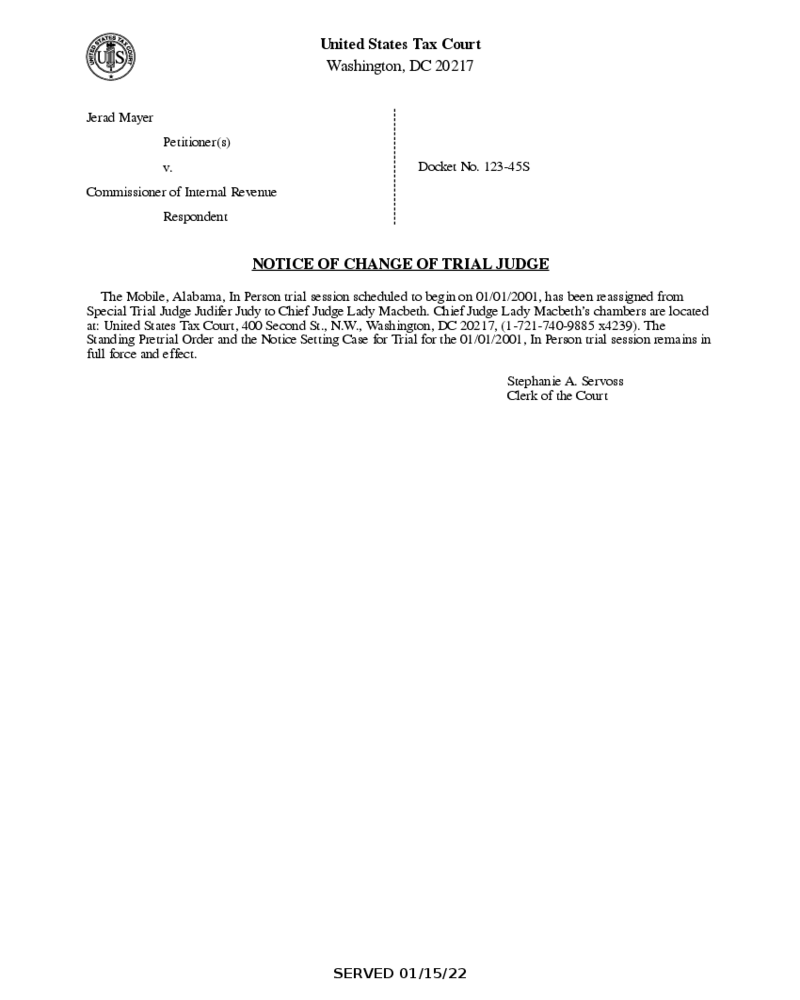 UNITED STATES TAX COURT
US
United States Tax Court
Washington, DC 20217
Jerad Mayer
Petitioner(s)
v.
Docket No. 123-45S
Commissioner of Internal Revenue
Respondent
NOTICE OF CHANGE OF TRIAL JUDGE
The Mobile, Alabama, In Person trial session scheduled to begin on 01/01/2001, has been reassigned from
Special Trial Judge Judifer Judy to Chief Judge Lady Macbeth. Chief Judge Lady Macbeth's chambers are located
at: United States Tax Court, 400 Second St., N.W., Washington, DC 20217, (1-721-740-9885 x4239). The
Standing Pretrial Order and the Notice Setting Case for Trial for the 01/01/2001, In Person trial session remains in
full force and effect.
Stephanie A. Servoss
Clerk of the Court
SERVED 01/15/22